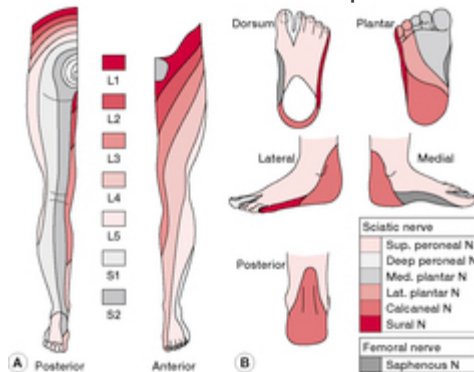 Dorsum
Plantar
L1
L2
L3
L4
L5
S1
S2
Lateral
Medial
Posterior
Sciatic nerve
Sup. peroneal N
Deep peroneal N
Med. plantar N
Lat. plantar N
Calcaneal N
Sural N
Femoral nerve
Saphenous N
A
Posterior
Anterior
B